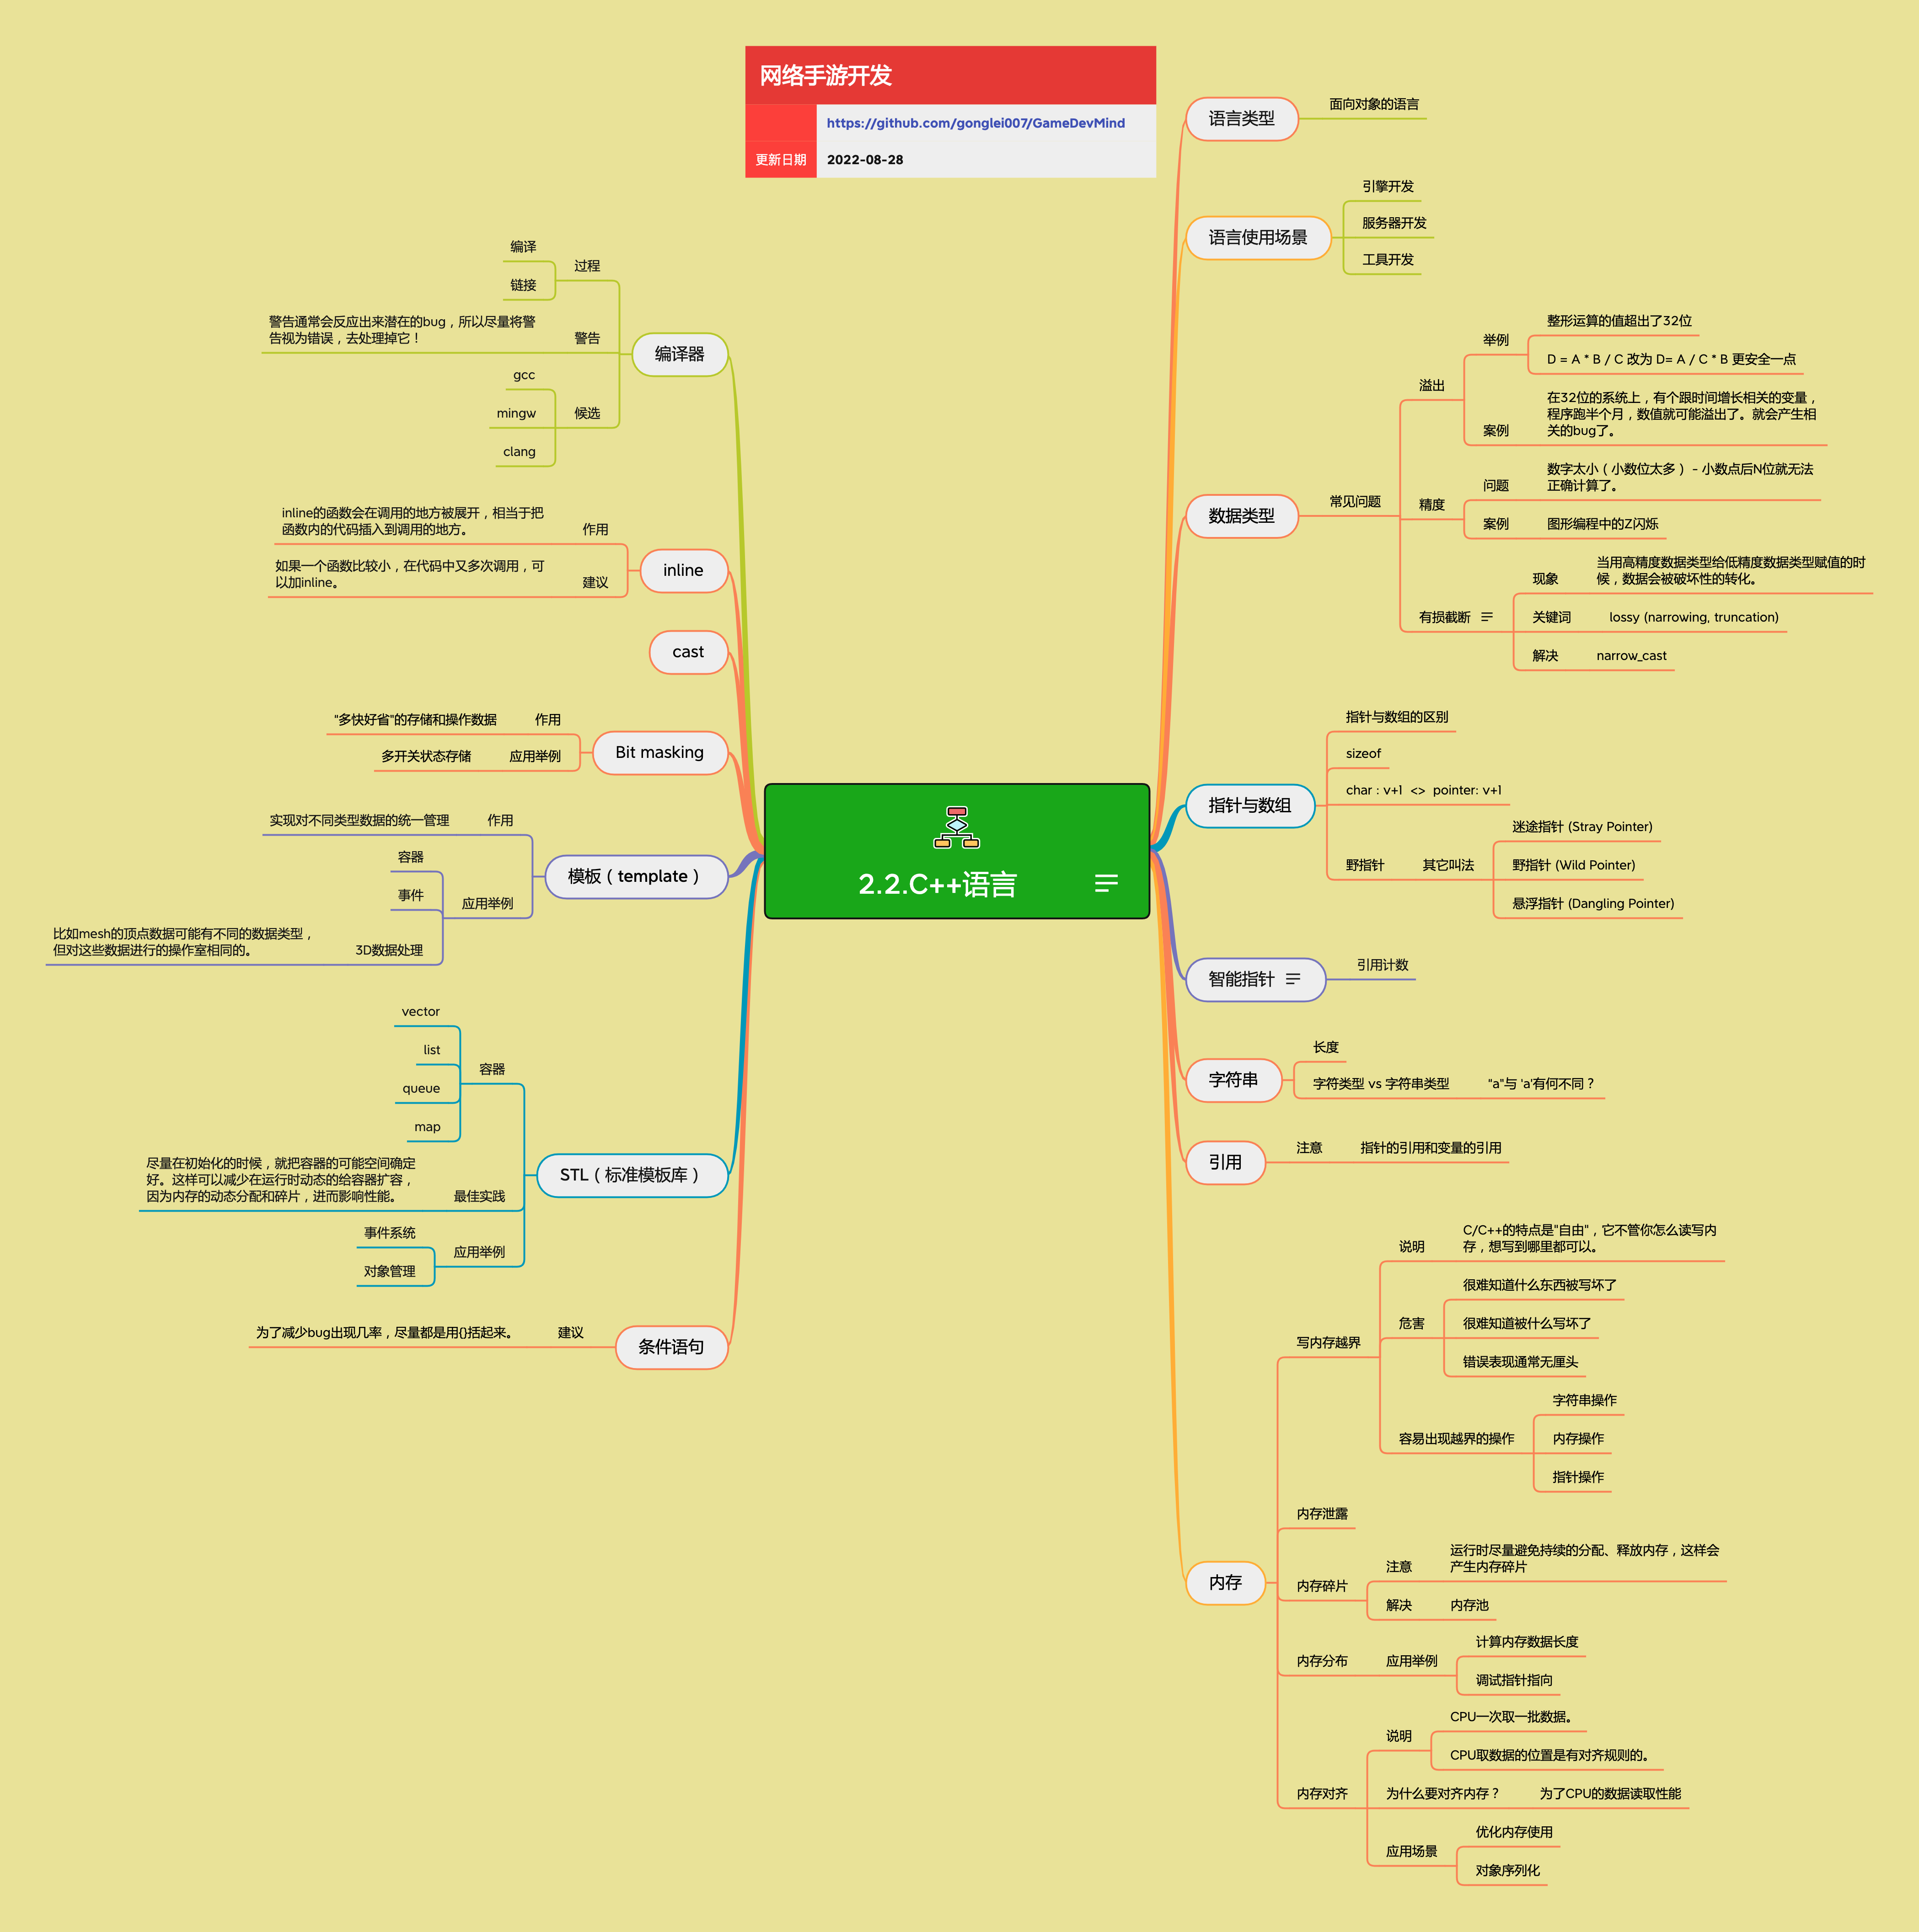 网络手游开发
https://github.com/gonglei007/GameDevMind
更新日期
2022-08-28
2.2.C++语言
语言类型
面向对象的语言
语言使用场景
引擎开发
服务器开发
工具开发
数据类型
常见问题
溢出
举例
整形运算的值超出了32位
D = A * B / C 改为 D= A / C * B 更安全一点
案例
在32位的系统上，有个跟时间增长相关的变量，
程序跑半个月，数值就可能溢出了。就会产生相
关的bug了。
精度
问题
数字太小（小数位太多） - 小数点后N位就无法
正确计算了。
案例
图形编程中的Z闪烁
有损截断
现象
当用高精度数据类型给低精度数据类型赋值的时
候，数据会被破坏性的转化。
关键词
lossy (narrowing, truncation)
解决
narrow_cast
指针与数组
指针与数组的区别
sizeof
char : v+1 <> pointer: v+1
野指针
其它叫法
迷途指针 (Stray Pointer)
野指针 (Wild Pointer)
悬浮指针 (Dangling Pointer)
智能指针
引用计数
字符串
长度
字符类型 vs 字符串类型
"a"与 'a'有何不同？
引用
注意
指针的引用和变量的引用
内存
写内存越界
说明
C/C++的特点是"自由"，它不管你怎么读写内
存，想写到哪里都可以。
危害
很难知道什么东西被写坏了
很难知道被什么写坏了
错误表现通常无厘头
容易出现越界的操作
字符串操作
内存操作
指针操作
内存泄露
内存碎片
注意
运行时尽量避免持续的分配、释放内存，这样会
产生内存碎片
解决
内存池
内存分布
应用举例
计算内存数据长度
调试指针指向
内存对齐
说明
CPU一次取一批数据。
CPU取数据的位置是有对齐规则的。
为什么要对齐内存？
为了CPU的数据读取性能
应用场景
优化内存使用
对象序列化
编译器
过程
编译
链接
警告
警告通常会反应出来潜在的bug，所以尽量将警
告视为错误，去处理掉它！
候选
gcc
mingw
clang
inline
作用
inline的函数会在调用的地方被展开，相当于把
函数内的代码插入到调用的地方。
建议
如果一个函数比较小，在代码中又多次调用，可
以加inline。
cast
Bit masking
作用
"多快好省"的存储和操作数据
应用举例
多开关状态存储
模板（template）
作用
实现对不同类型数据的统一管理
应用举例
容器
事件
3D数据处理
比如mesh的顶点数据可能有不同的数据类型，
但对这些数据进行的操作室相同的。
STL（标准模板库）
容器
vector
list
queue
map
最佳实践
尽量在初始化的时候，就把容器的可能空间确定
好。这样可以减少在运行时动态的给容器扩容，
因为内存的动态分配和碎片，进而影响性能。
应用举例
事件系统
对象管理
条件语句
建议
为了减少bug出现几率，尽量都是用{}括起来。